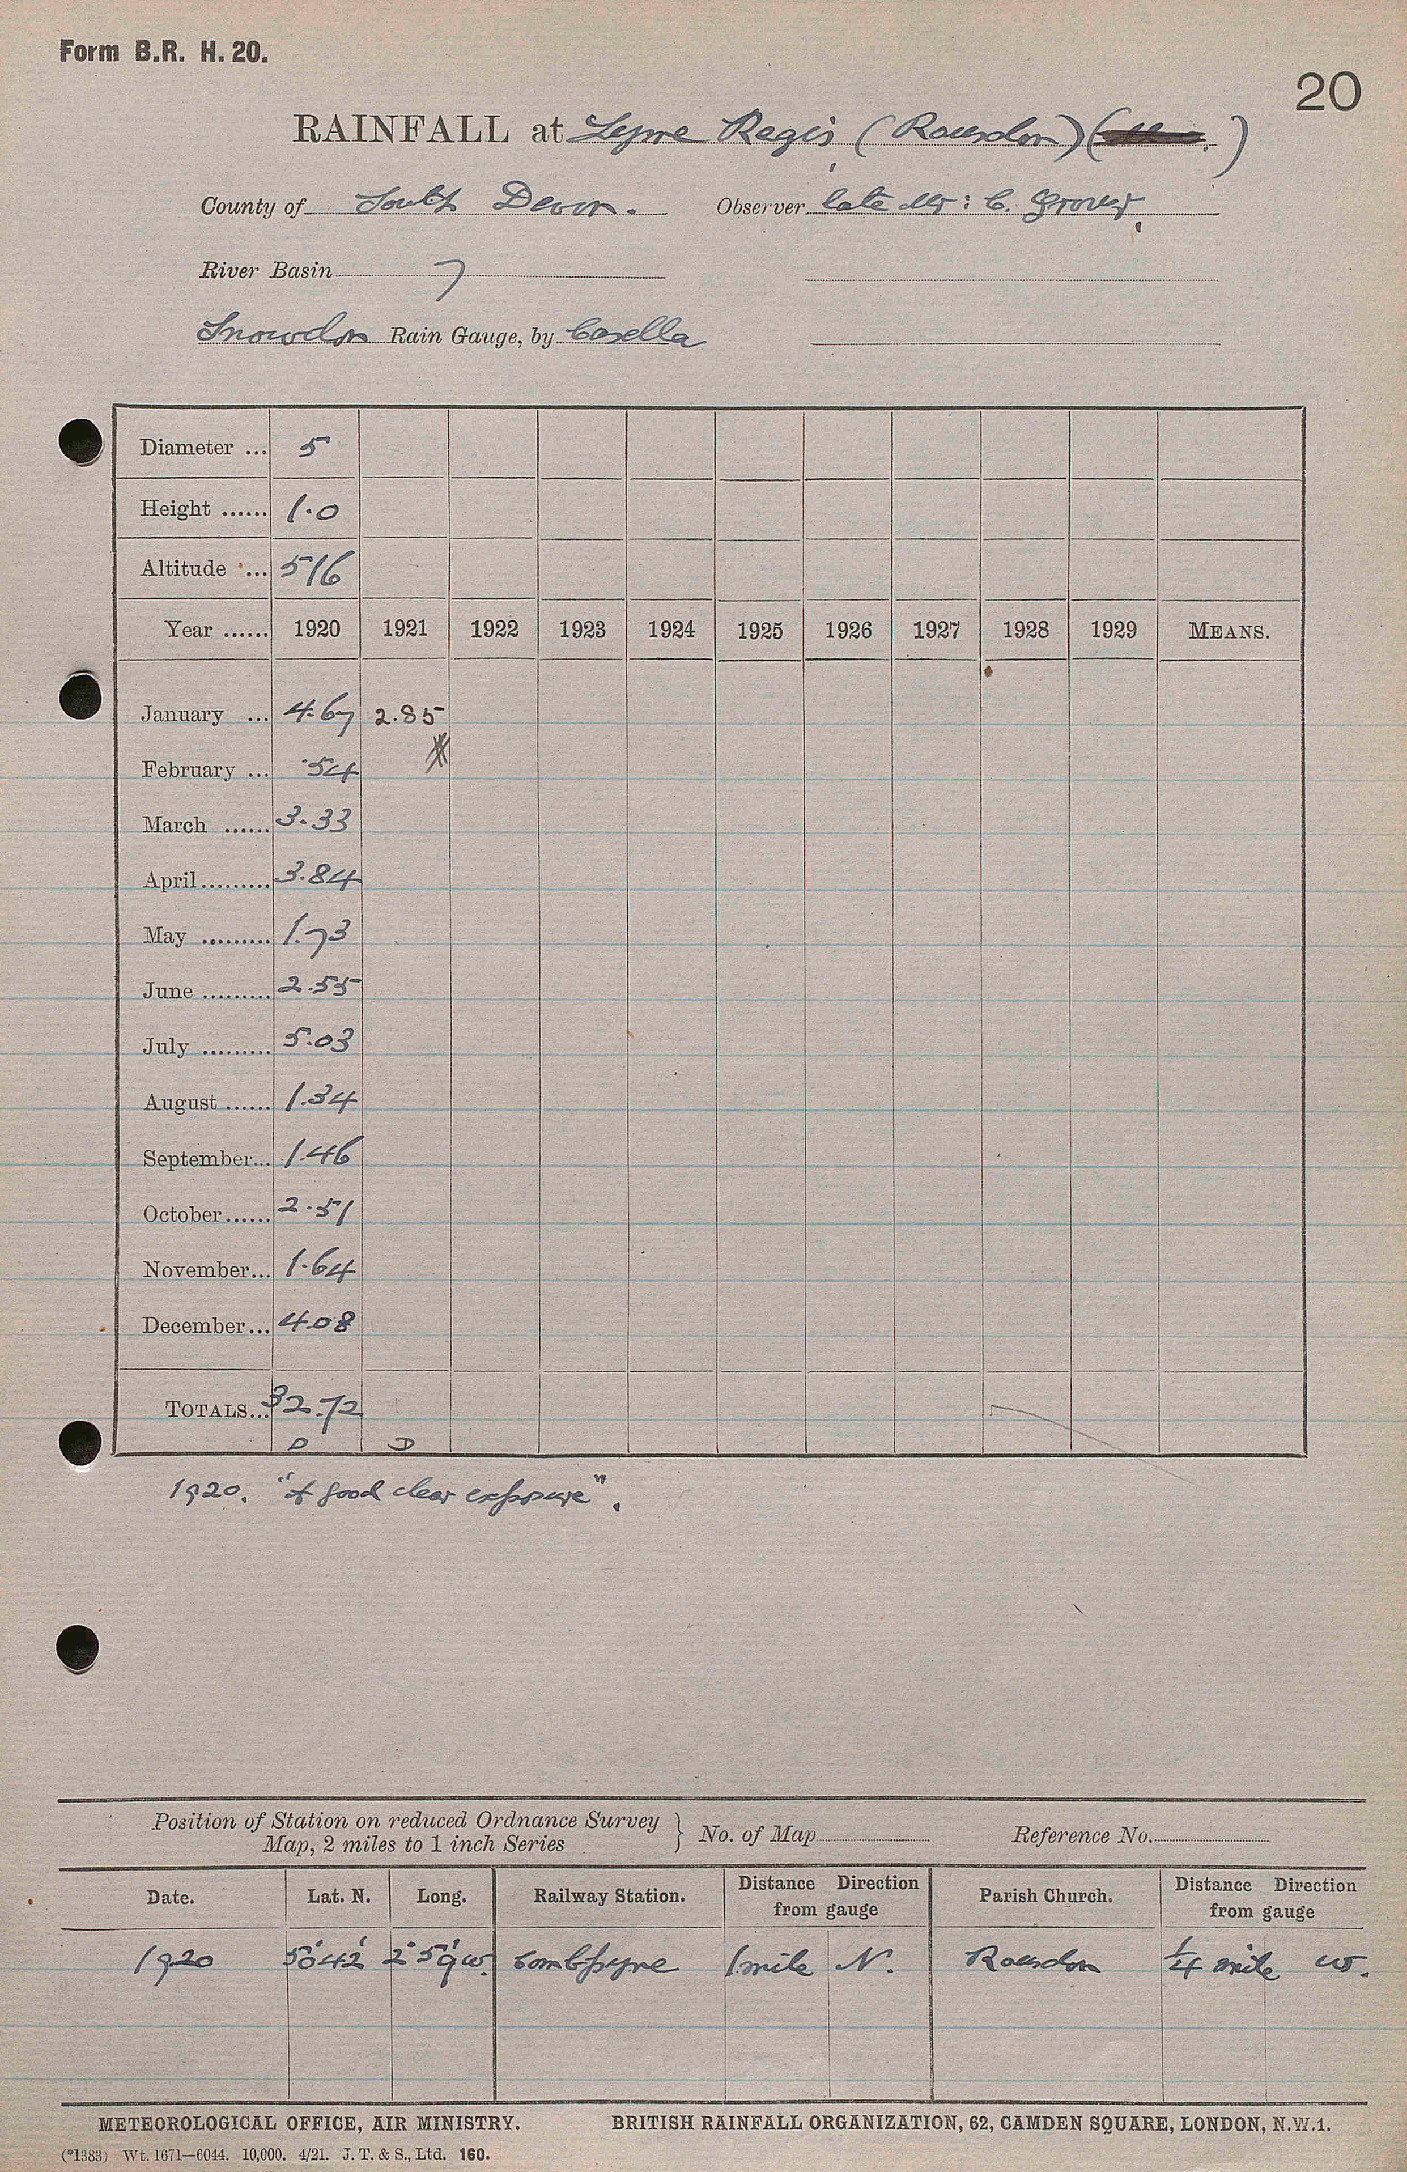 Form B.R. H. 20.
20
RAINFALL at Lyme Regis (Rousdon) ( )
County of South Devon. Observer late Mr: C. Grover
River Basin 7
Snowdon Rain Gauge, by Casella
Diameter ... 5
Height ...... 1.0
Altitude ... 516
Year ...... 1920 1921 1922 1923 1924 1925 1926 1927 1928 1929 MEANS.
January ... 4.67 2.85
February ... .54
March ...... 3.33
April ......... 3.84
May ......... 1.73
June ......... 2.55
July ......... 5.03
August ...... 1.34
September... 1.46
October ...... 2.51
November... 1.64
December... 4.08
TOTALS... 32.72
D D
1920. "A good clear exposure".
Position of Station on reduced Ordnance Survey
Map, 2 miles to 1 inch Series } No. of Map Reference No.
Date. Lat. N. Long. Railway Station. Distance Direction from gauge Parish Church. Distance Direction from gauge
1920 50°42' 2°59'W. Combpyne 1 mile N. Rousdon 1/4 mile W.
METEOROLOGICAL OFFICE, AIR MINISTRY. BRITISH RAINFALL ORGANIZATION, 62, CAMDEN SQUARE, LONDON, N.W.1.
(*1383) Wt. 1671—6044. 10,000. 4/21. J. T. & S., Ltd. 160.